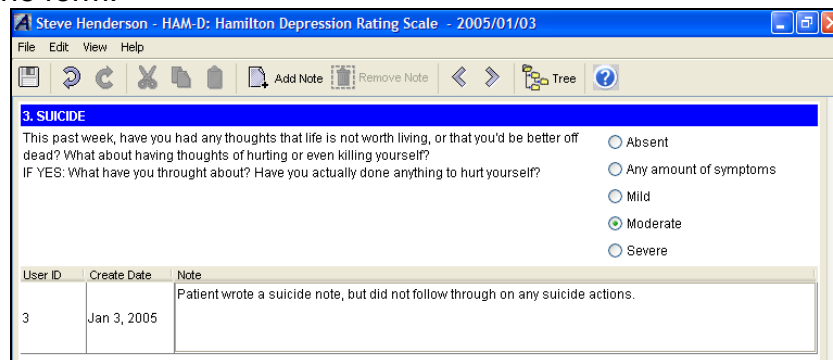 Steve Henderson - HAM-D: Hamilton Depression Rating Scale - 2005/01/03
File Edit View Help
Add Note Remove Note Tree
3. SUICIDE
This past week, have you had any thoughts that life is not worth living, or that you'd be better off
dead? What about having thoughts of hurting or even killing yourself?
IF YES: What have you throught about? Have you actually done anything to hurt yourself?
Absent
Any amount of symptoms
Mild
Moderate
Severe
User ID Create Date Note
Patient wrote a suicide note, but did not follow through on any suicide actions.
3 Jan 3, 2005